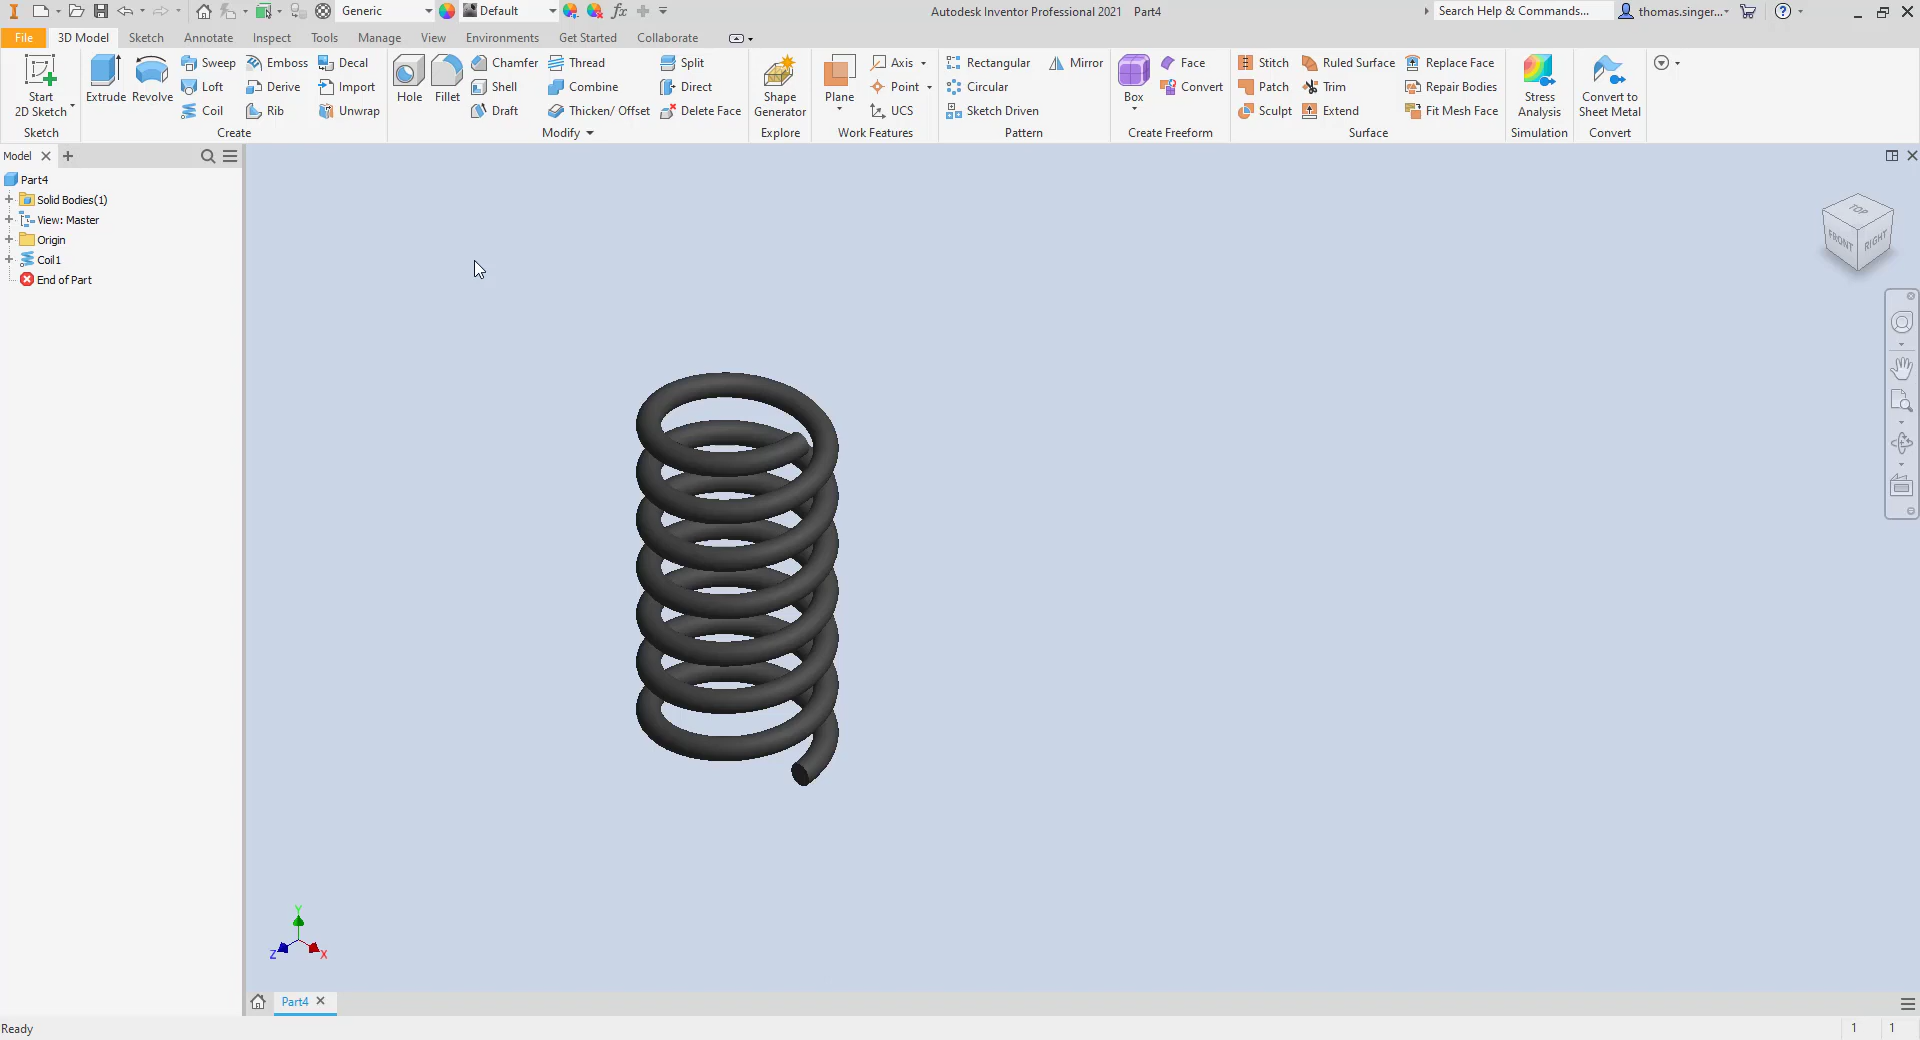 Generic
Default
fx
Autodesk Inventor Professional 2021 Part4
Search Help & Commands...
thomas.singer...
File
3D Model
Sketch
Annotate
Inspect
Tools
Manage
View
Environments
Get Started
Collaborate
Start
2D Sketch
Extrude
Revolve
Sweep
Loft
Coil
Emboss
Derive
Rib
Decal
Import
Unwrap
Hole
Fillet
Chamfer
Shell
Draft
Thread
Combine
Thicken/ Offset
Split
Direct
Delete Face
Shape
Generator
Plane
Axis
Point
UCS
Rectangular
Circular
Sketch Driven
Mirror
Box
Face
Convert
Stitch
Patch
Sculpt
Ruled Surface
Trim
Extend
Replace Face
Repair Bodies
Fit Mesh Face
Stress
Analysis
Convert to
Sheet Metal
Sketch
Create
Modify
Explore
Work Features
Pattern
Create Freeform
Surface
Simulation
Convert
Model
Part4
Solid Bodies(1)
View: Master
Origin
Coil1
End of Part
TOP
FRONT
RIGHT
Y
Z
X
Part4
Ready
1
1